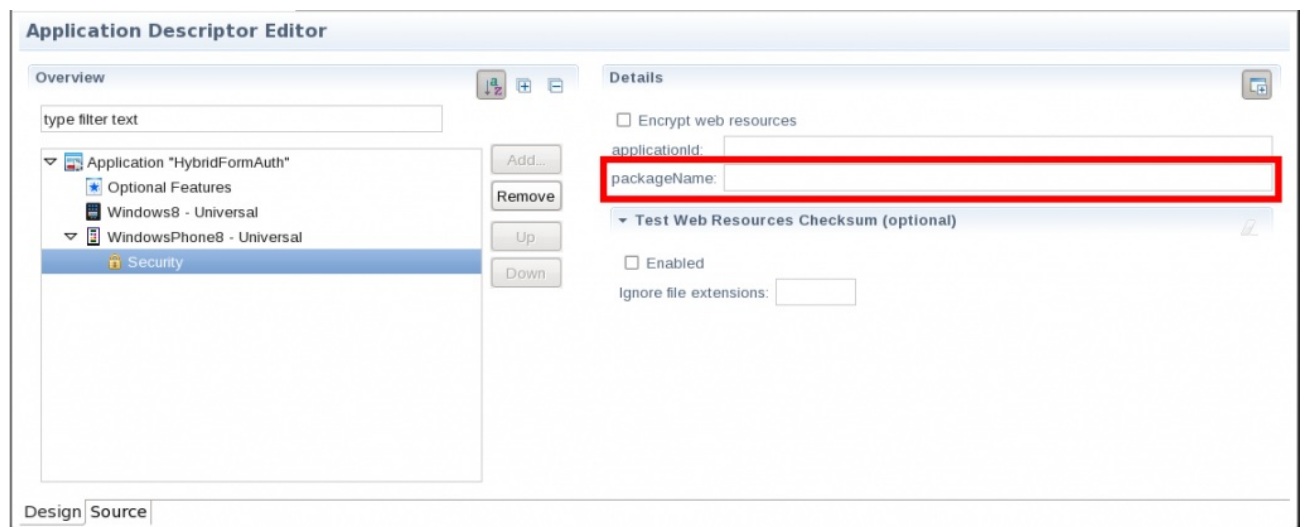 Application Descriptor Editor
Overview
type filter text
Application "HybridFormAuth"
Optional Features
Windows8 - Universal
WindowsPhone8 - Universal
Security
Add...
Remove
Up
Down
Details
Encrypt web resources
applicationId:
packageName:
Test Web Resources Checksum (optional)
Enabled
Ignore file extensions:
Design Source